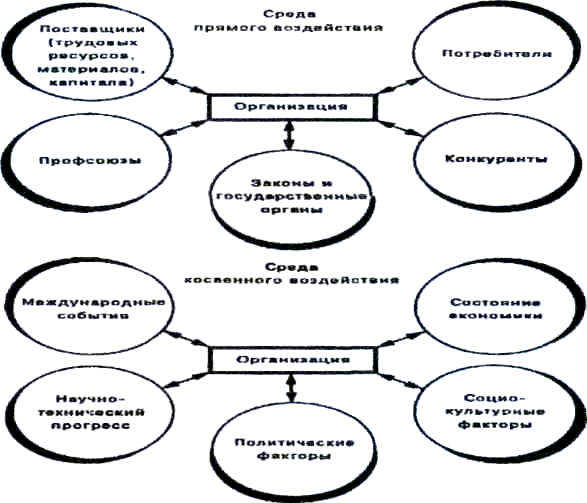 Среда
прямого воздействия
Поставщики
(трудовых
ресурсов,
материалов,
капитала)
Потребители
Организация
Профсоюзы
Конкуренты
Законы и
государственные
органы
Среда
косвенного воздействия
Международные
события
Состояние
экономики
Организация
Научно-
технический
прогресс
Социо-
культурные
факторы
Политические
факторы